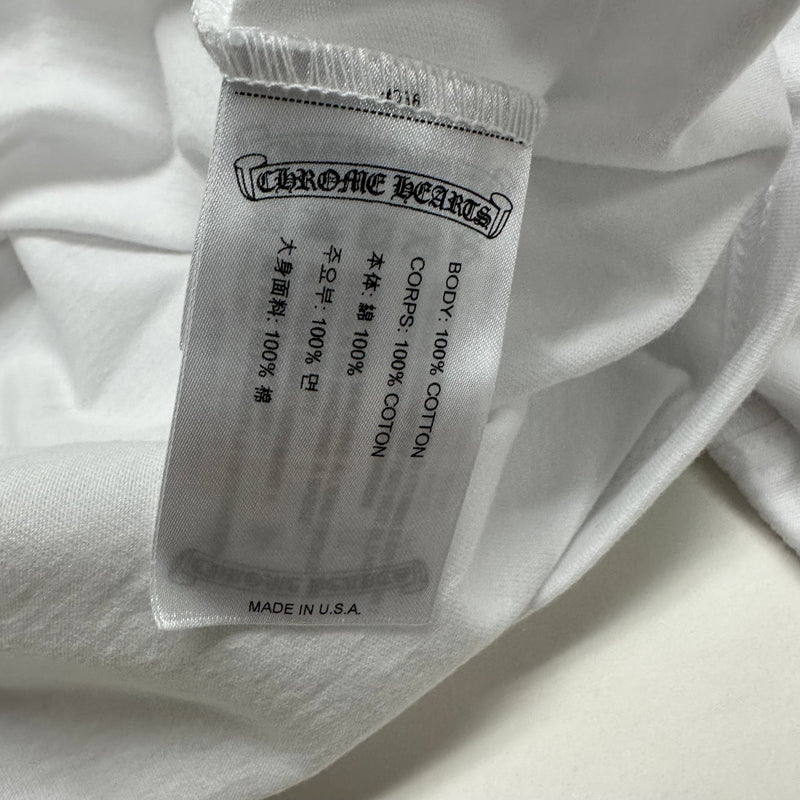 CHROME HEARTS
BODY: 100% COTTON
CORPS: 100% COTON
本体: 綿 100%
주요부: 100% 면
大身面料: 100% 棉
MADE IN U.S.A.